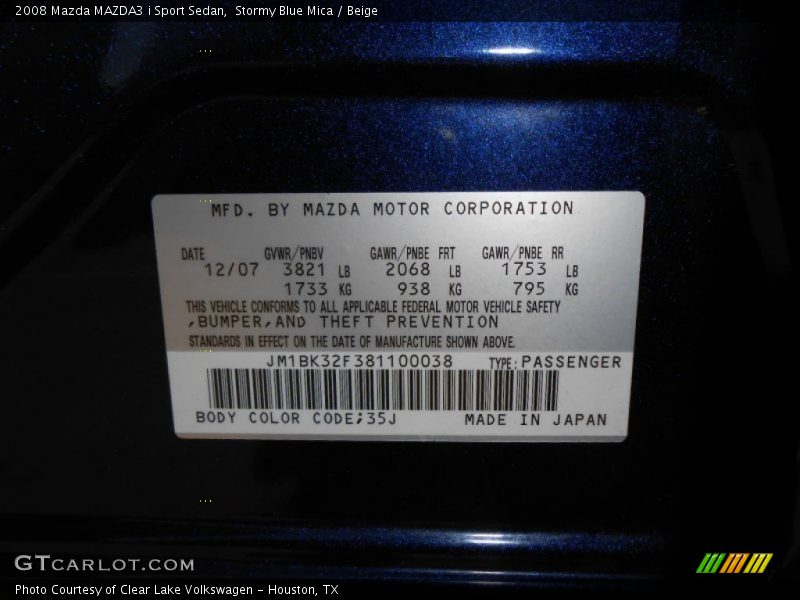 2008 Mazda MAZDA3 i Sport Sedan,  Stormy Blue Mica / Beige
MFD. BY MAZDA MOTOR CORPORATION
DATE GVWR/PNBV GAWR/PNBE FRT GAWR/PNBE RR
12/07 3821 LB 2068 LB 1753 LB
1733 KG 938 KG 795 KG
THIS VEHICLE CONFORMS TO ALL APPLICABLE FEDERAL MOTOR VEHICLE SAFETY
,BUMPER,AND THEFT PREVENTION
STANDARDS IN EFFECT ON THE DATE OF MANUFACTURE SHOWN ABOVE.
JM1BK32F381100038 TYPE: PASSENGER
BODY COLOR CODE;35J MADE IN JAPAN
GTCARLOT.COM
Photo Courtesy of Clear Lake Volkswagen - Houston, TX